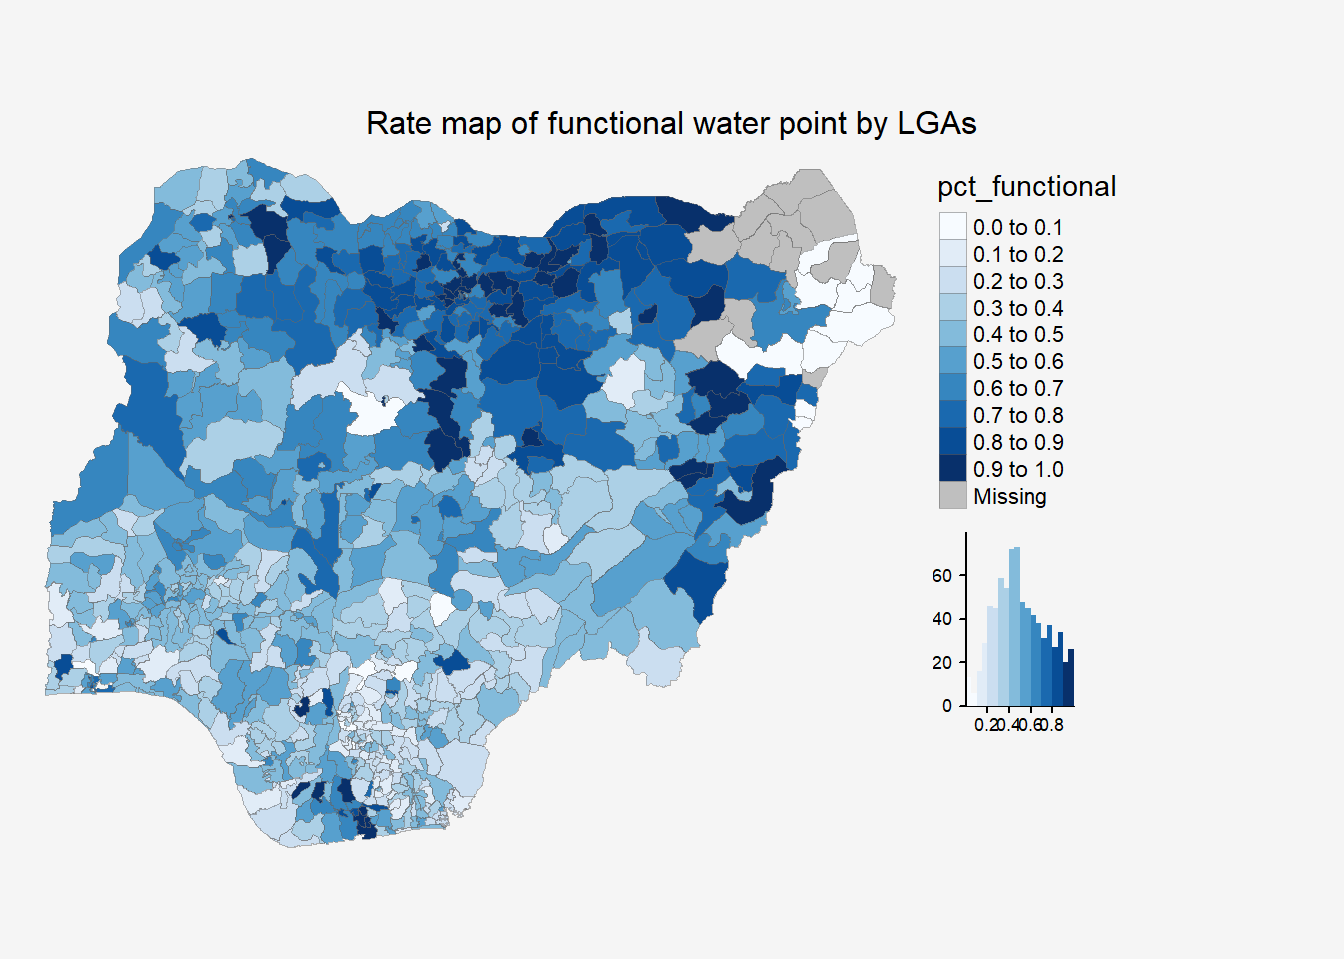 Rate map of functional water point by LGAs
pct_functional
0.0 to 0.1
0.1 to 0.2
0.2 to 0.3
0.3 to 0.4
0.4 to 0.5
0.5 to 0.6
0.6 to 0.7
0.7 to 0.8
0.8 to 0.9
0.9 to 1.0
Missing
60
40
20
0
0.2 0.4 0.6 0.8